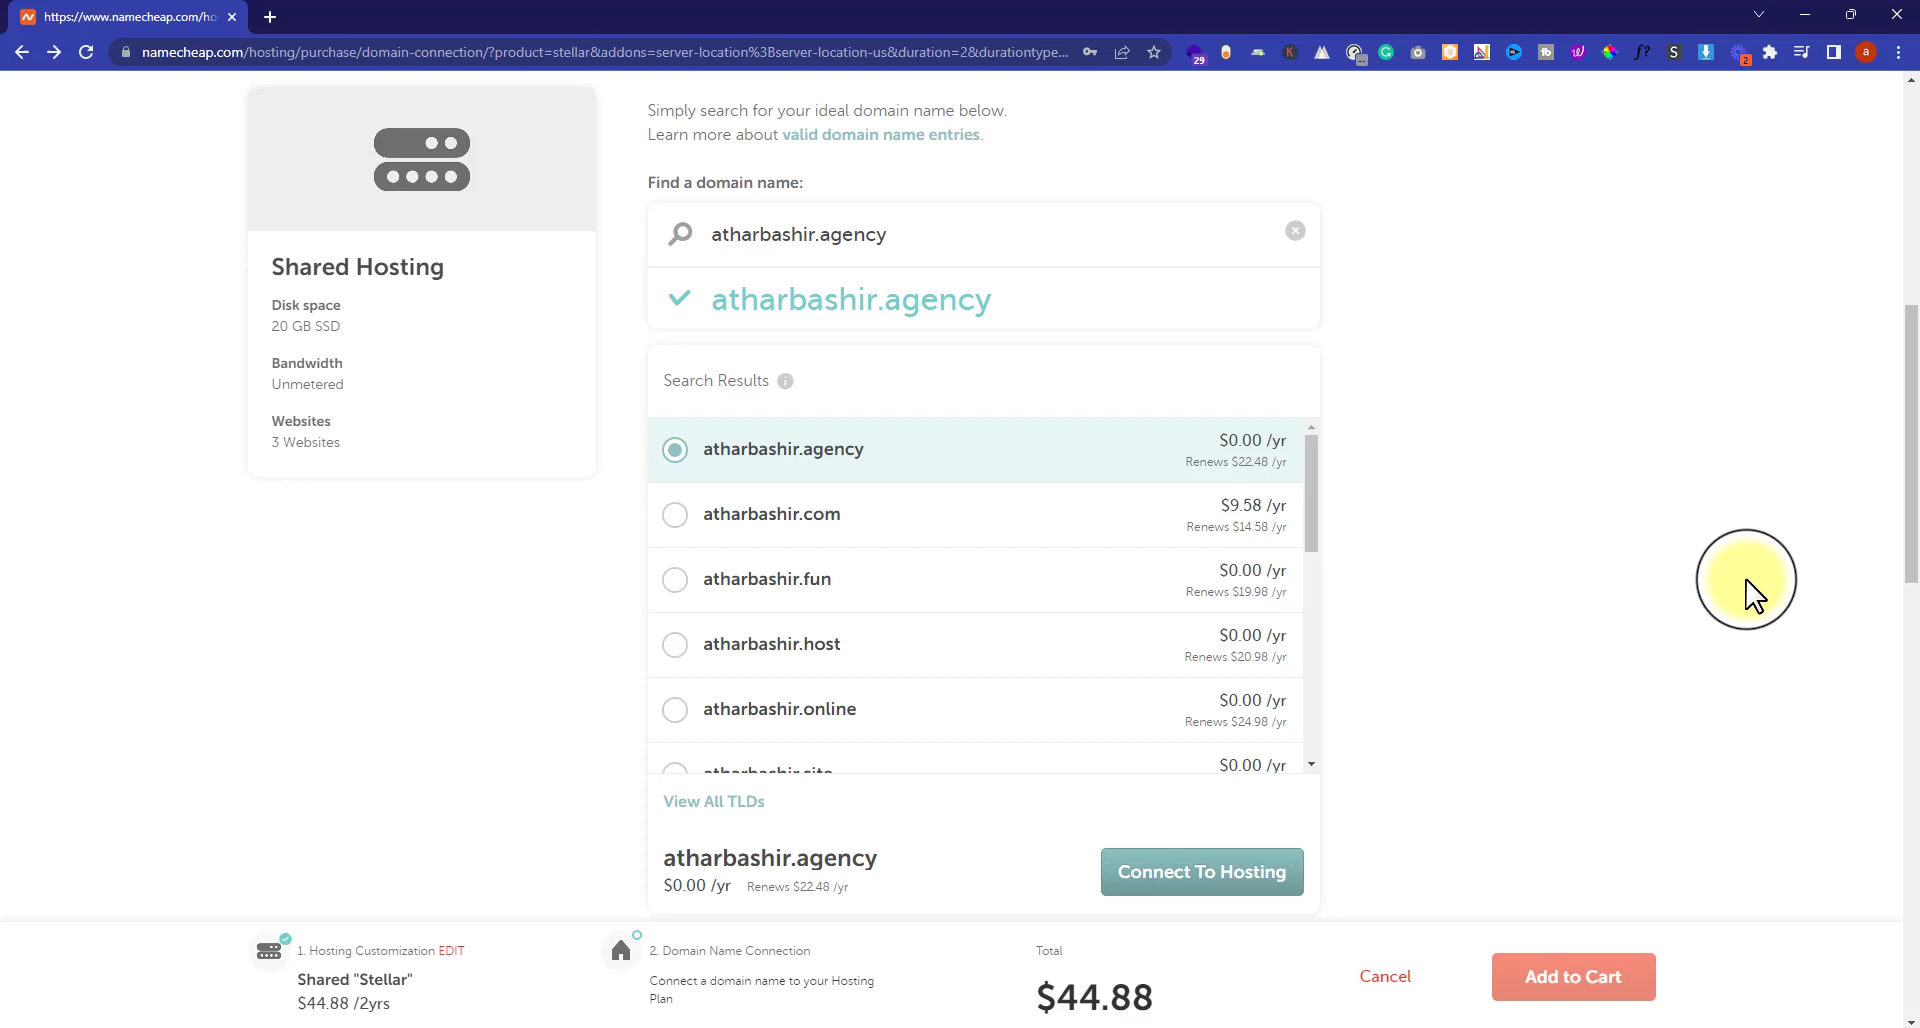 https://www.namecheap.com/ho
namecheap.com/hosting/purchase/domain-connection/?product=stellar&addons=server-location%3Bserver-location-us&duration=2&durationtype...
29
2
a
Simply search for your ideal domain name below.
Learn more about valid domain name entries.
Find a domain name:
atharbashir.agency
atharbashir.agency
Shared Hosting
Disk space
20 GB SSD
Bandwidth
Unmetered
Websites
3 Websites
Search Results
atharbashir.agency $0.00 /yr
Renews $22.48 /yr
atharbashir.com $9.58 /yr
Renews $14.58 /yr
atharbashir.fun $0.00 /yr
Renews $19.98 /yr
atharbashir.host $0.00 /yr
Renews $20.98 /yr
atharbashir.online $0.00 /yr
Renews $24.98 /yr
atharbashir.site $0.00 /yr
View All TLDs
atharbashir.agency
$0.00 /yr Renews $22.48 /yr
Connect To Hosting
1. Hosting Customization EDIT
Shared "Stellar"
$44.88 /2yrs
2. Domain Name Connection
Connect a domain name to your Hosting
Plan
Total
$44.88
Cancel
Add to Cart